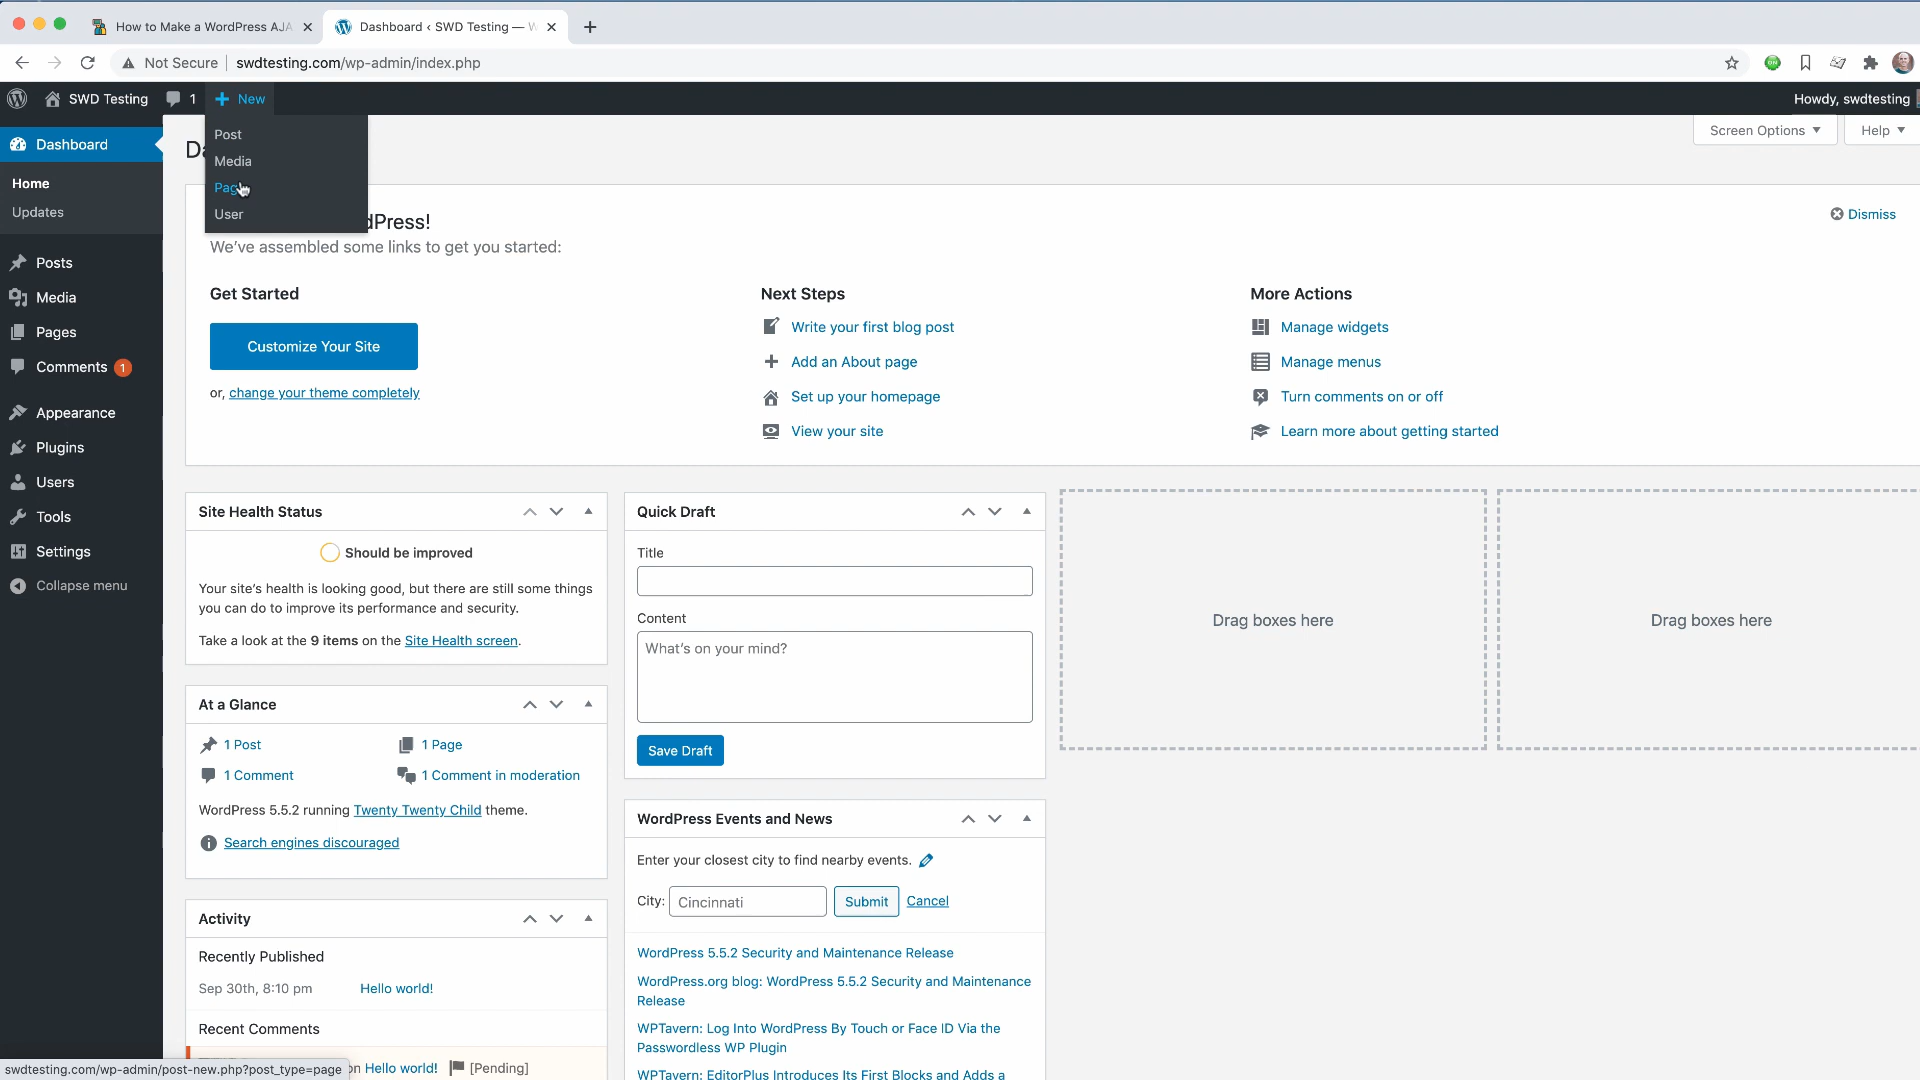 How to Make a WordPress AJA
Dashboard ‹ SWD Testing — W
Not Secure
swdtesting.com/wp-admin/index.php
SWD Testing
1
New
Howdy, swdtesting
Post
Media
Page
User
Screen Options
Help
Dashboard
Home
Updates
Posts
Media
Pages
Comments 1
Appearance
Plugins
Users
Tools
Settings
Collapse menu
dPress!
Dismiss
We've assembled some links to get you started:
Get Started
Customize Your Site
or, change your theme completely
Next Steps
Write your first blog post
Add an About page
Set up your homepage
View your site
More Actions
Manage widgets
Manage menus
Turn comments on or off
Learn more about getting started
Site Health Status
Should be improved
Your site's health is looking good, but there are still some things
you can do to improve its performance and security.
Take a look at the 9 items on the Site Health screen.
At a Glance
1 Post
1 Page
1 Comment
1 Comment in moderation
WordPress 5.5.2 running Twenty Twenty Child theme.
Search engines discouraged
Activity
Recently Published
Sep 30th, 8:10 pm
Hello world!
Recent Comments
on Hello world! [Pending]
swdtesting.com/wp-admin/post-new.php?post_type=page
Quick Draft
Title
Content
What's on your mind?
Save Draft
WordPress Events and News
Enter your closest city to find nearby events.
City: Cincinnati Submit Cancel
WordPress 5.5.2 Security and Maintenance Release
WordPress.org blog: WordPress 5.5.2 Security and Maintenance
Release
WPTavern: Log Into WordPress By Touch or Face ID Via the
Passwordless WP Plugin
WPTavern: EditorPlus Introduces Its First Blocks and Adds a
Drag boxes here
Drag boxes here